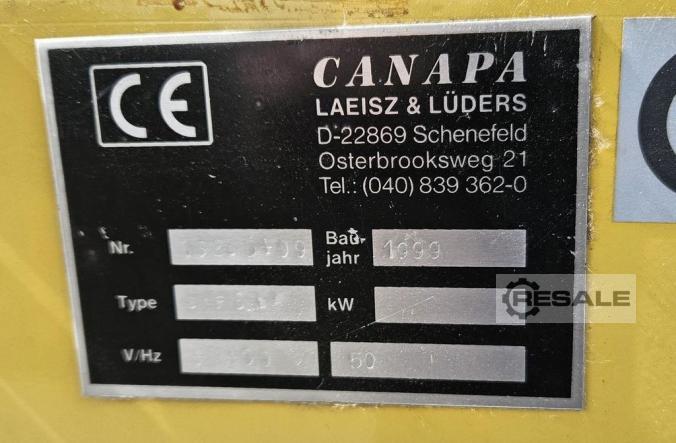 CE
CANAPA
LAEISZ & LÜDERS
D-22869 Schenefeld
Osterbrooksweg 21
Tel.: (040) 839 362-0
Nr.
Bau-
jahr
1999
Type
kW
V/Hz
50
RESALE